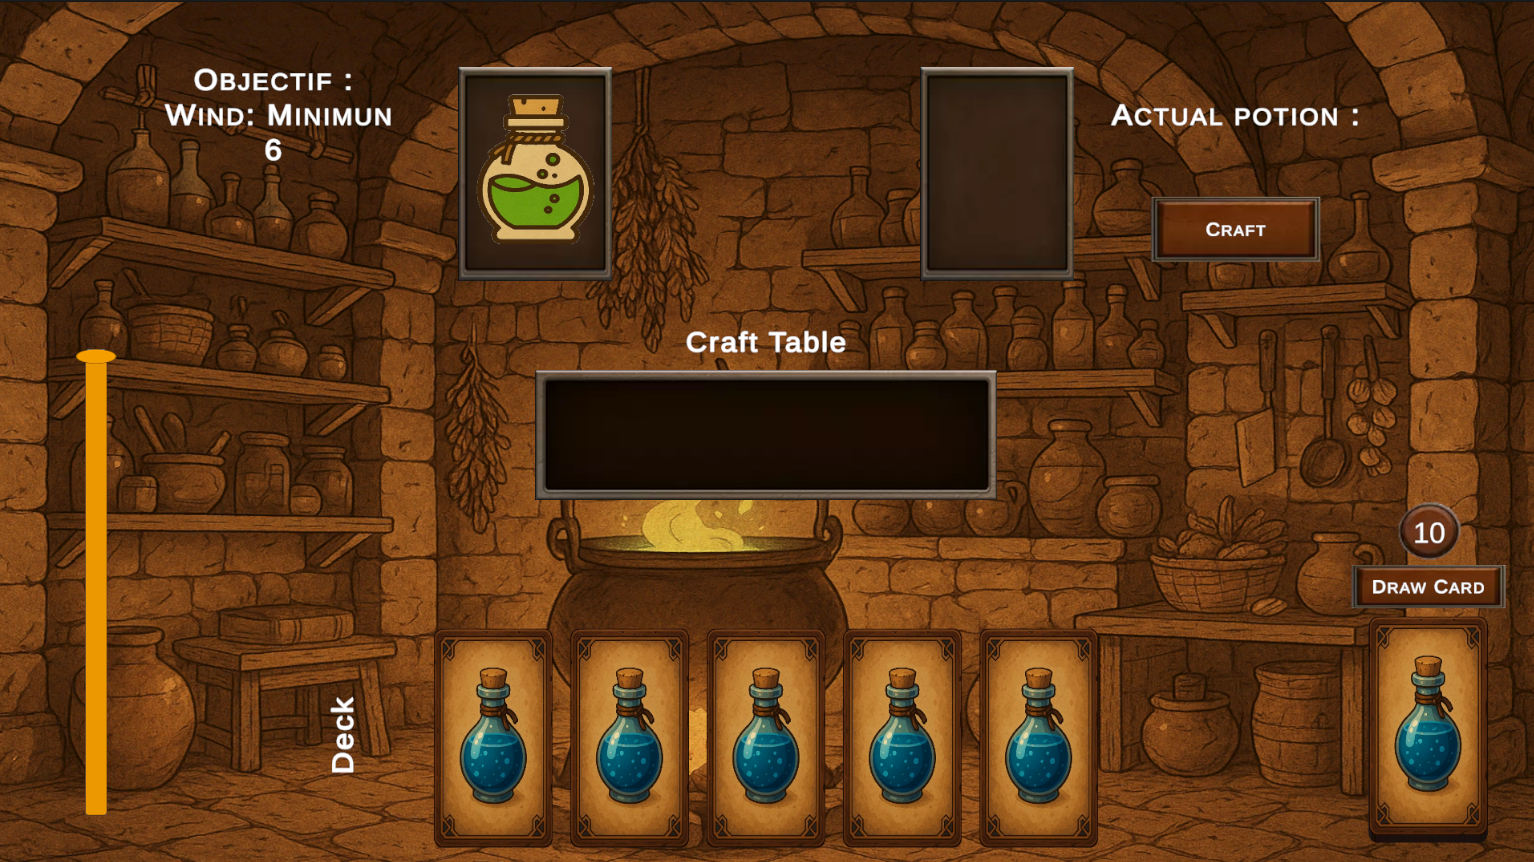 OBJECTIF :
WIND: MINIMUN
6
ACTUAL POTION :
CRAFT
Craft Table
10
DRAW CARD
Deck